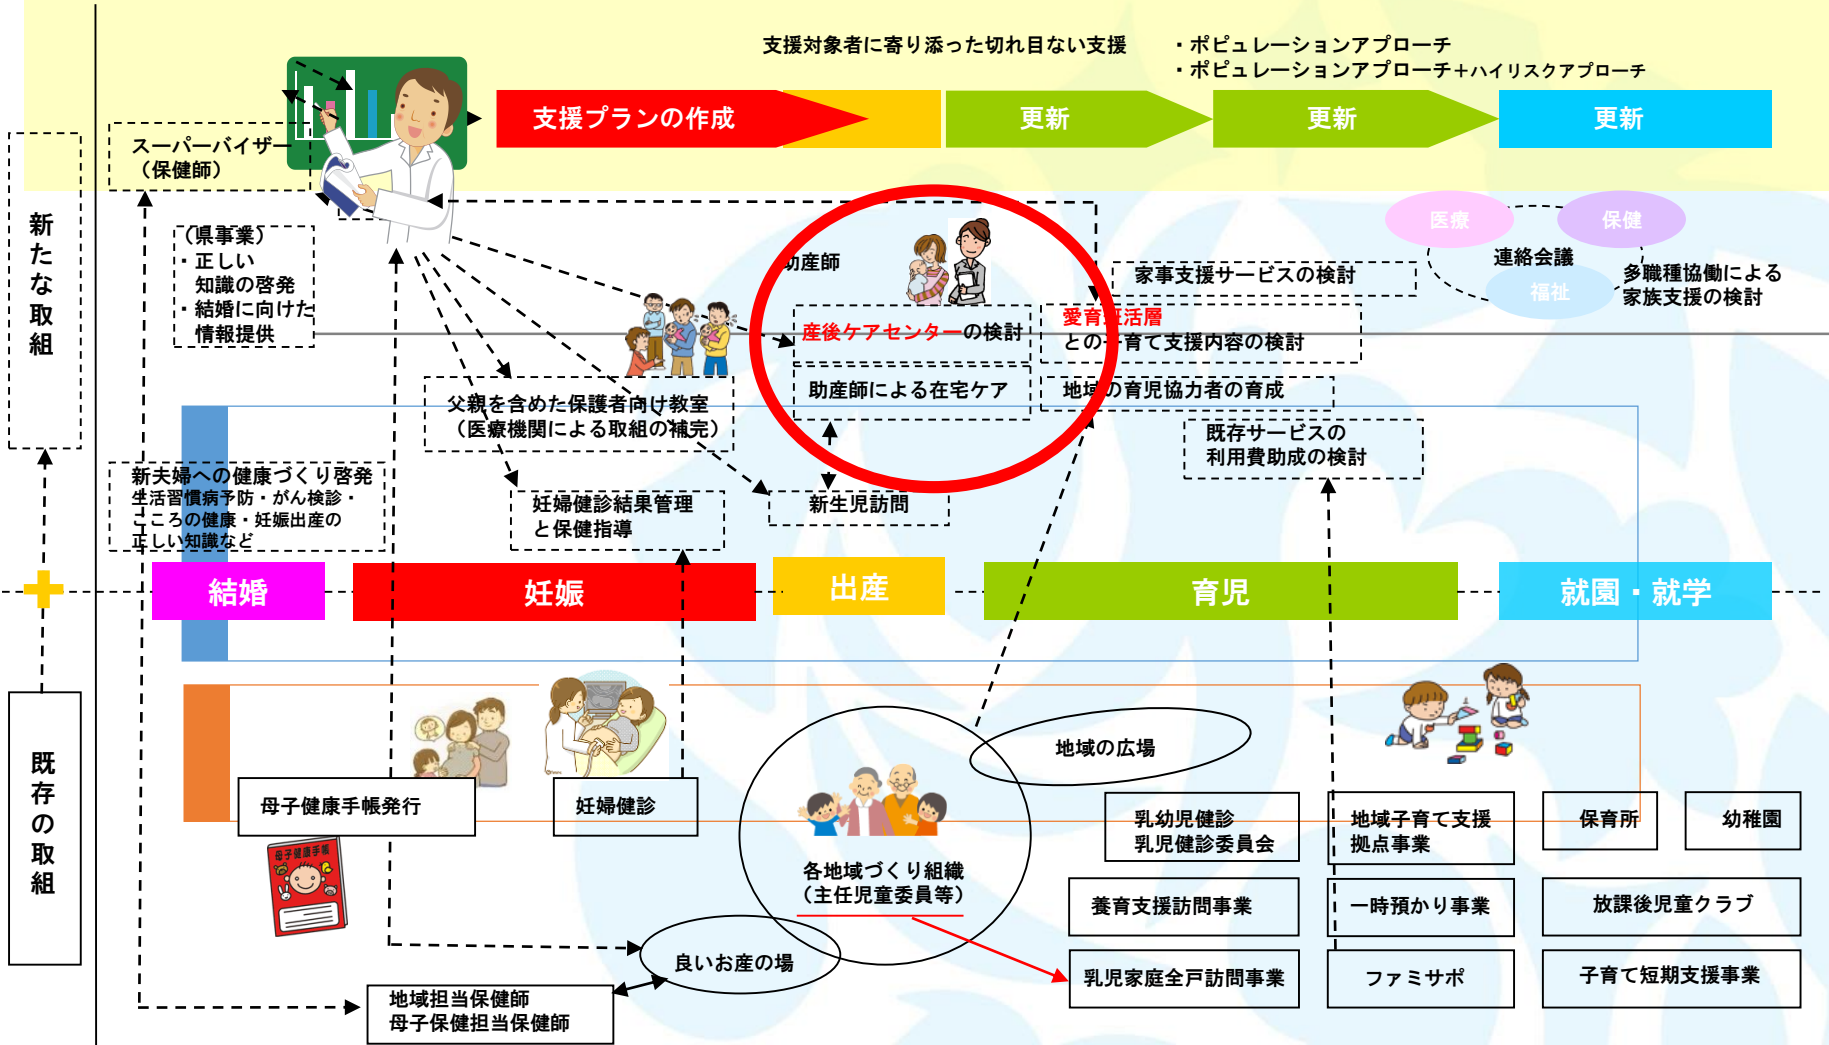 支援対象者に寄り添った切れ目ない支援
・ポピュレーションアプローチ
・ポピュレーションアプローチ+ハイリスクアプローチ
支援プランの作成
更新
更新
更新
新たな取組
スーパーバイザー
（保健師）
（県事業）
・正しい
知識の啓発
・結婚に向けた
情報提供
助産師
産後ケアセンターの検討
助産師による在宅ケア
家事支援サービスの検討
愛育班活層
との子育て支援内容の検討
地域の育児協力者の育成
医療
保健
福祉
連絡会議
多職種協働による
家族支援の検討
父親を含めた保護者向け教室
（医療機関による取組の補完）
既存サービスの
利用費助成の検討
新夫婦への健康づくり啓発
生活習慣病予防・がん検診・
こころの健康・妊娠出産の
正しい知識など
妊婦健診結果管理
と保健指導
新生児訪問
結婚
妊娠
出産
育児
就園・就学
既存の取組
母子健康手帳発行
妊婦健診
母子健康手帳
地域の広場
各地域づくり組織
（主任児童委員等）
良いお産の場
地域担当保健師
母子保健担当保健師
乳幼児健診
乳児健診委員会
地域子育て支援
拠点事業
保育所
幼稚園
養育支援訪問事業
一時預かり事業
放課後児童クラブ
乳児家庭全戸訪問事業
ファミサポ
子育て短期支援事業